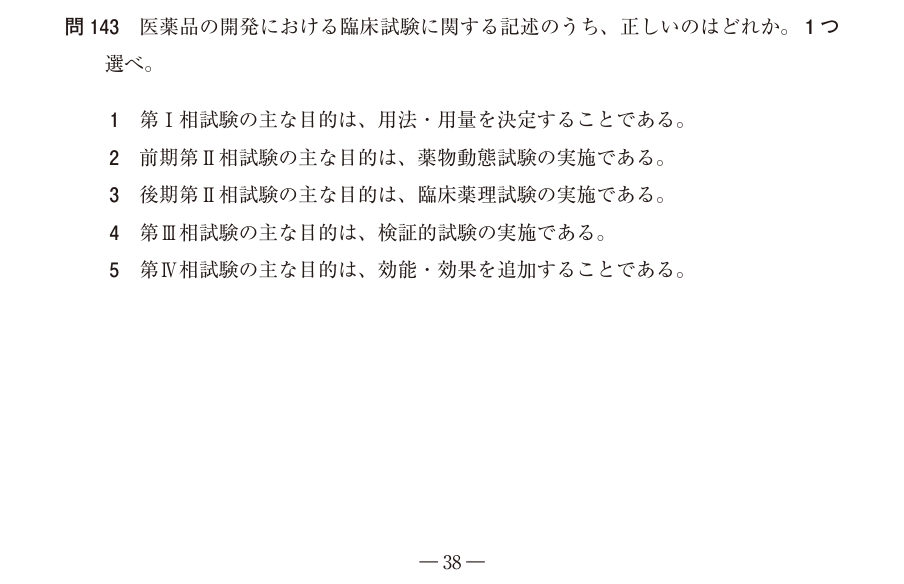 問 143 医薬品の開発における臨床試験に関する記述のうち、正しいのはどれか。1つ
選べ。
1 第Ⅰ相試験の主な目的は、用法・用量を決定することである。
2 前期第Ⅱ相試験の主な目的は、薬物動態試験の実施である。
3 後期第Ⅱ相試験の主な目的は、臨床薬理試験の実施である。
4 第Ⅲ相試験の主な目的は、検証的試験の実施である。
5 第Ⅳ相試験の主な目的は、効能・効果を追加することである。
― 38 ―